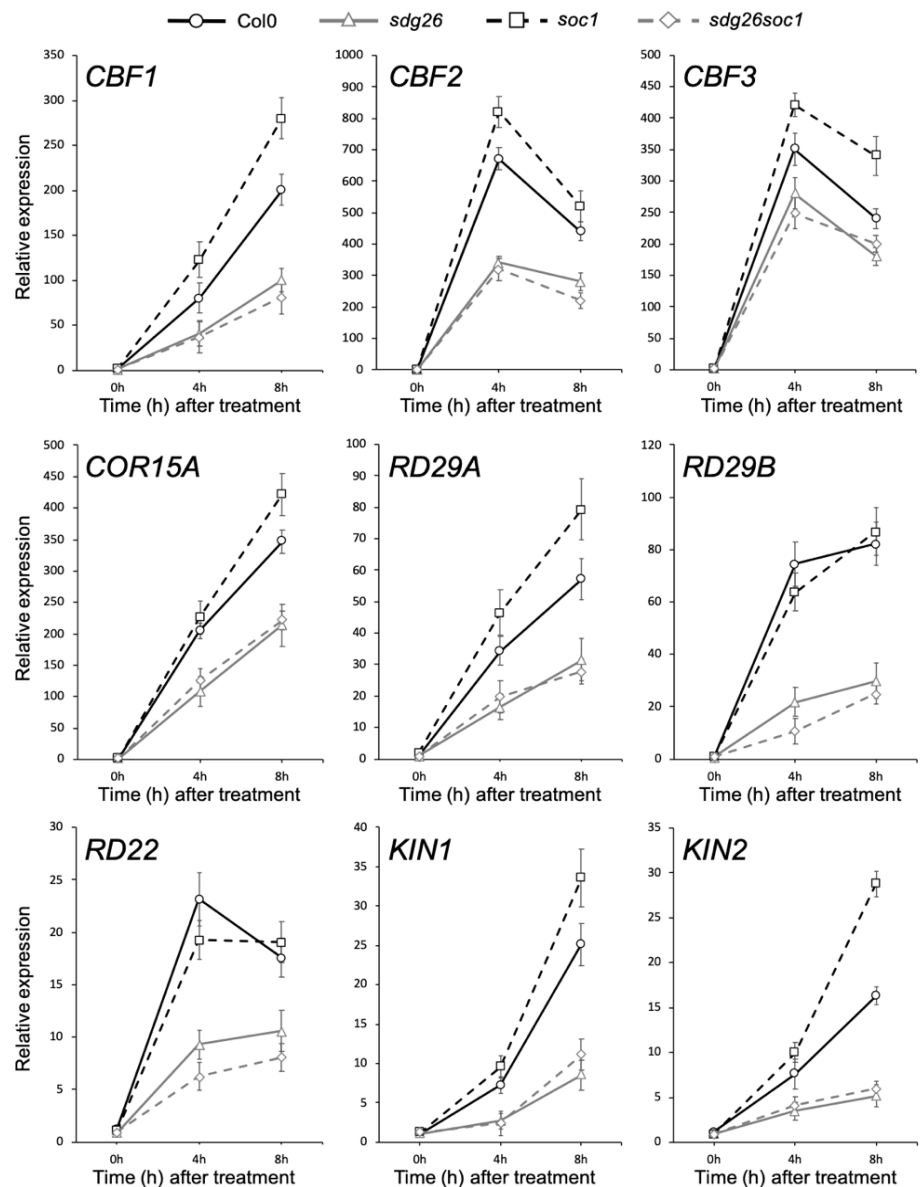 Col0 sdg26 soc1 sdg26soc1
CBF1
350
300
250
200
150
100
50
0
Relative expression
0h 4h 8h
Time (h) after treatment
CBF2
1000
900
800
700
600
500
400
300
200
100
0
0h 4h 8h
Time (h) after treatment
CBF3
500
450
400
350
300
250
200
150
100
50
0
0h 4h 8h
Time (h) after treatment
COR15A
500
450
400
350
300
250
200
150
100
50
0
Relative expression
0h 4h 8h
Time (h) after treatment
RD29A
100
90
80
70
60
50
40
30
20
10
0
0h 4h 8h
Time (h) after treatment
RD29B
120
100
80
60
40
20
0
0h 4h 8h
Time (h) after treatment
RD22
30
25
20
15
10
5
0
Relative expression
0h 4h 8h
Time (h) after treatment
KIN1
40
35
30
25
20
15
10
5
0
0h 4h 8h
Time (h) after treatment
KIN2
35
30
25
20
15
10
5
0
0h 4h 8h
Time (h) after treatment